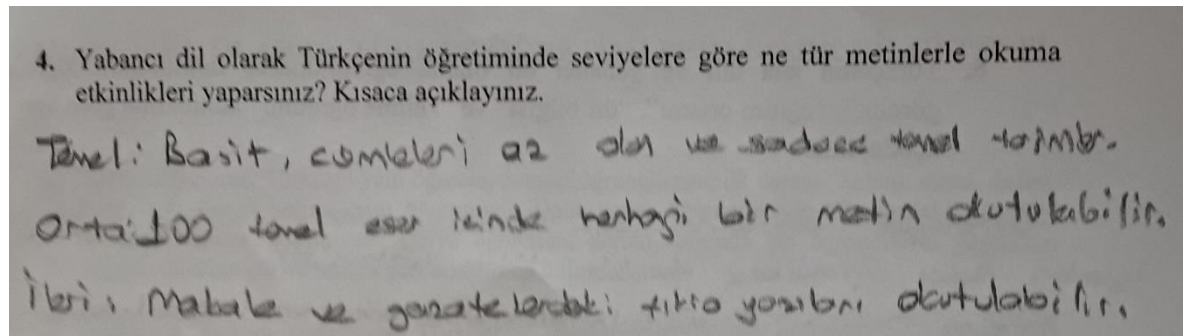 4. Yabancı dil olarak Türkçenin öğretiminde seviyelere göre ne tür metinlerle okuma
etkinlikleri yaparsınız? Kısaca açıklayınız.
Temel: Basit, cümleleri az olan ve sadece temel
Orta: 100 temel eser içinde herhagi bir metin okutulabilir.
İleri: Makale ve gazetelerdeki fıkra yazıları okutulabilir.